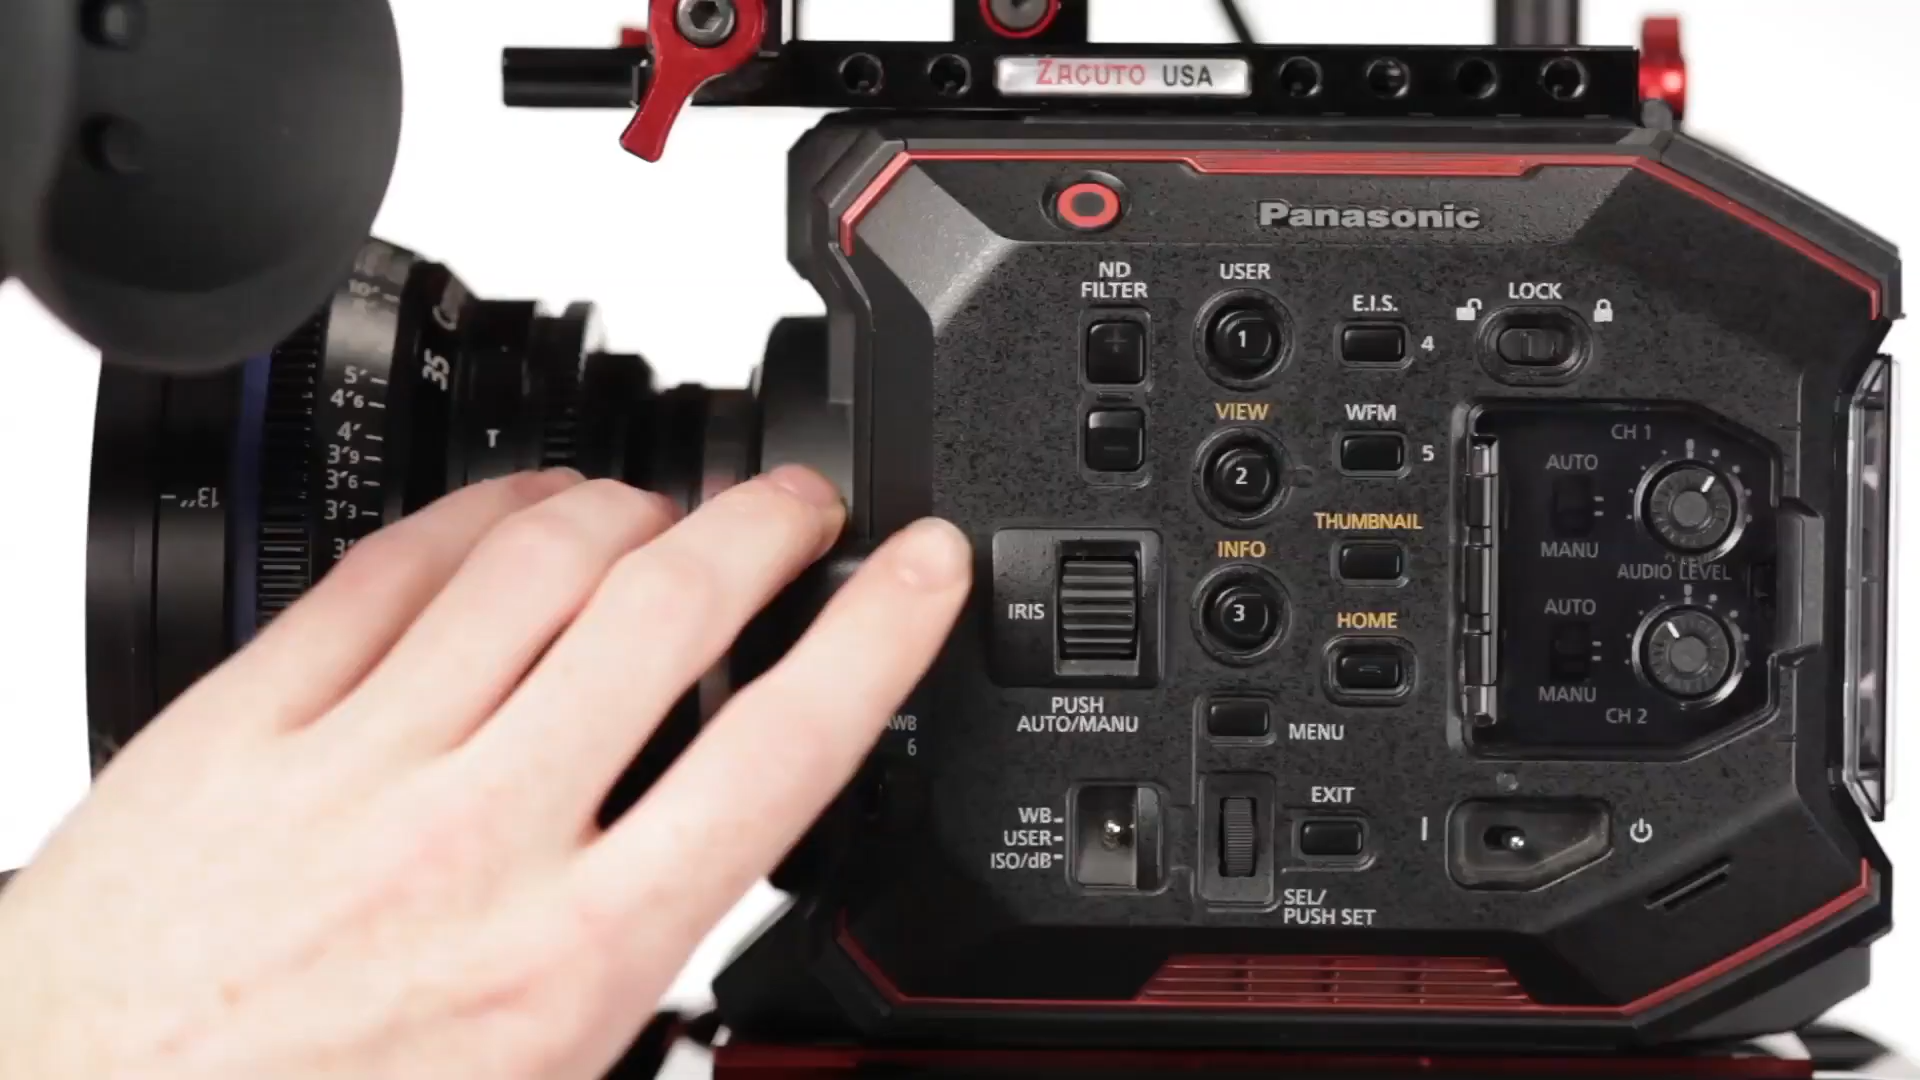 ZACUTO USA
Panasonic
ND
FILTER
USER
1
E.I.S.
4
LOCK
VIEW
2
WFM
5
INFO
3
THUMBNAIL
HOME
IRIS
PUSH
AUTO/MANU
MENU
EXIT
SEL/
PUSH SET
WB
USER
ISO/dB
AWB
6
CH 1
AUTO
MANU
AUDIO LEVEL
AUTO
MANU
CH 2
35
T
5'
4'6
4'
3'9
3'6
3'3
13"